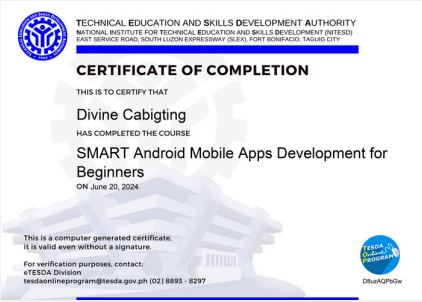 TECHNICAL EDUCATION AND SKILLS DEVELOPMENT AUTHORITY
NATIONAL INSTITUTE FOR TECHNICAL EDUCATION AND SKILLS DEVELOPMENT (NITESD)
EAST SERVICE ROAD, SOUTH LUZON EXPRESSWAY (SLEX), FORT BONIFACIO, TAGUIG CITY
CERTIFICATE OF COMPLETION
THIS IS TO CERTIFY THAT
Divine Cabigting
HAS COMPLETED THE COURSE
SMART Android Mobile Apps Development for
Beginners
ON June 20, 2024
This is a computer generated certificate,
it is valid even without a signature.
For verification purposes, contact:
eTESDA Division
tesdaonlineprogram@tesda.gov.ph (02) 8893 - 8297
TESDA
Online
PROGRAM
D8uzAQPbGw